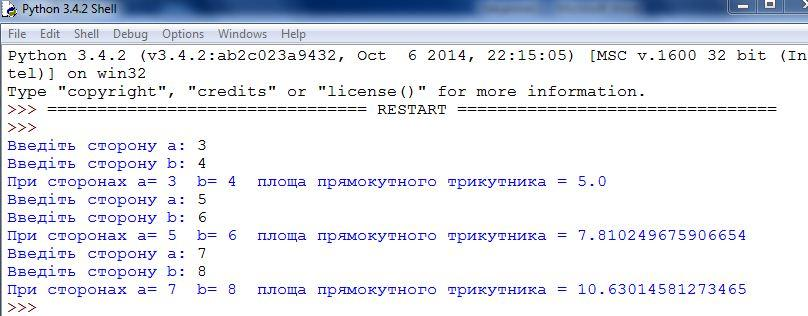 Python 3.4.2 Shell
File Edit Shell Debug Options Windows Help
Python 3.4.2 (v3.4.2:ab2c023a9432, Oct  6 2014, 22:15:05) [MSC v.1600 32 bit (In
tel)] on win32
Type "copyright", "credits" or "license()" for more information.
>>> ================================ RESTART ================================
>>>
Введіть сторону a: 3
Введіть сторону b: 4
При сторонах a= 3  b= 4  площа прямокутного трикутника = 5.0
Введіть сторону a: 5
Введіть сторону b: 6
При сторонах a= 5  b= 6  площа прямокутного трикутника = 7.810249675906654
Введіть сторону a: 7
Введіть сторону b: 8
При сторонах a= 7  b= 8  площа прямокутного трикутника = 10.63014581273465
>>>